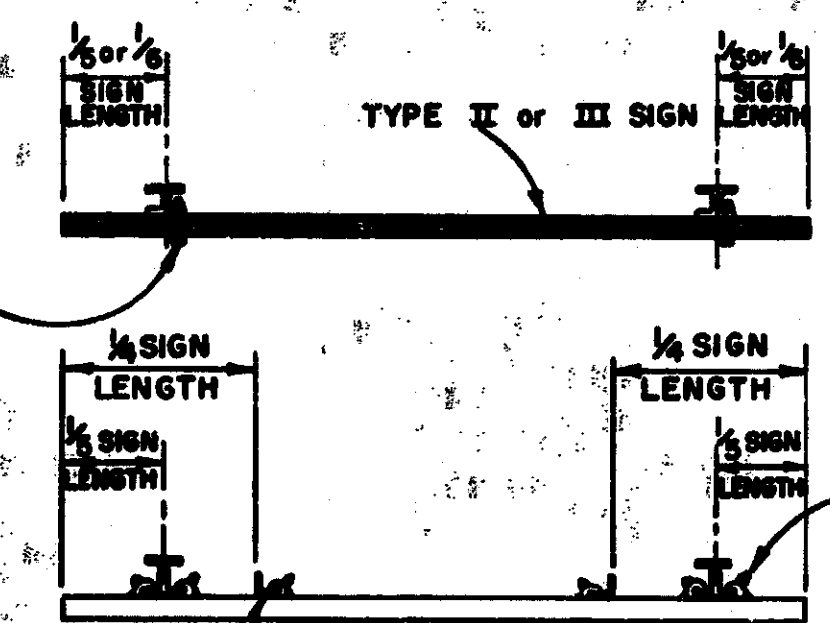 1/5 or 1/6
SIGN
LENGTH
1/5 or 1/6
SIGN
LENGTH
TYPE II or III SIGN
1/4 SIGN
LENGTH
1/4 SIGN
LENGTH
1/5 SIGN
LENGTH
1/5 SIGN
LENGTH